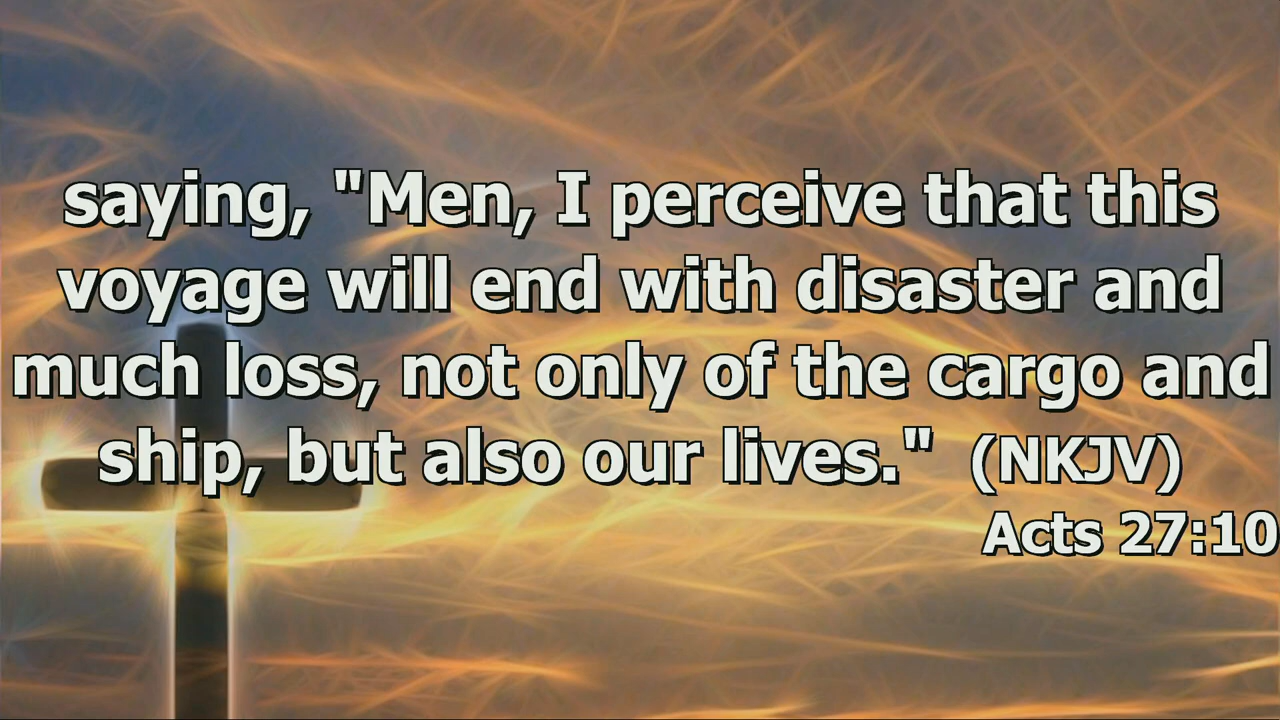 saying, "Men, I perceive that this
voyage will end with disaster and
much loss, not only of the cargo and
ship, but also our lives." (NKJV)
Acts 27:10